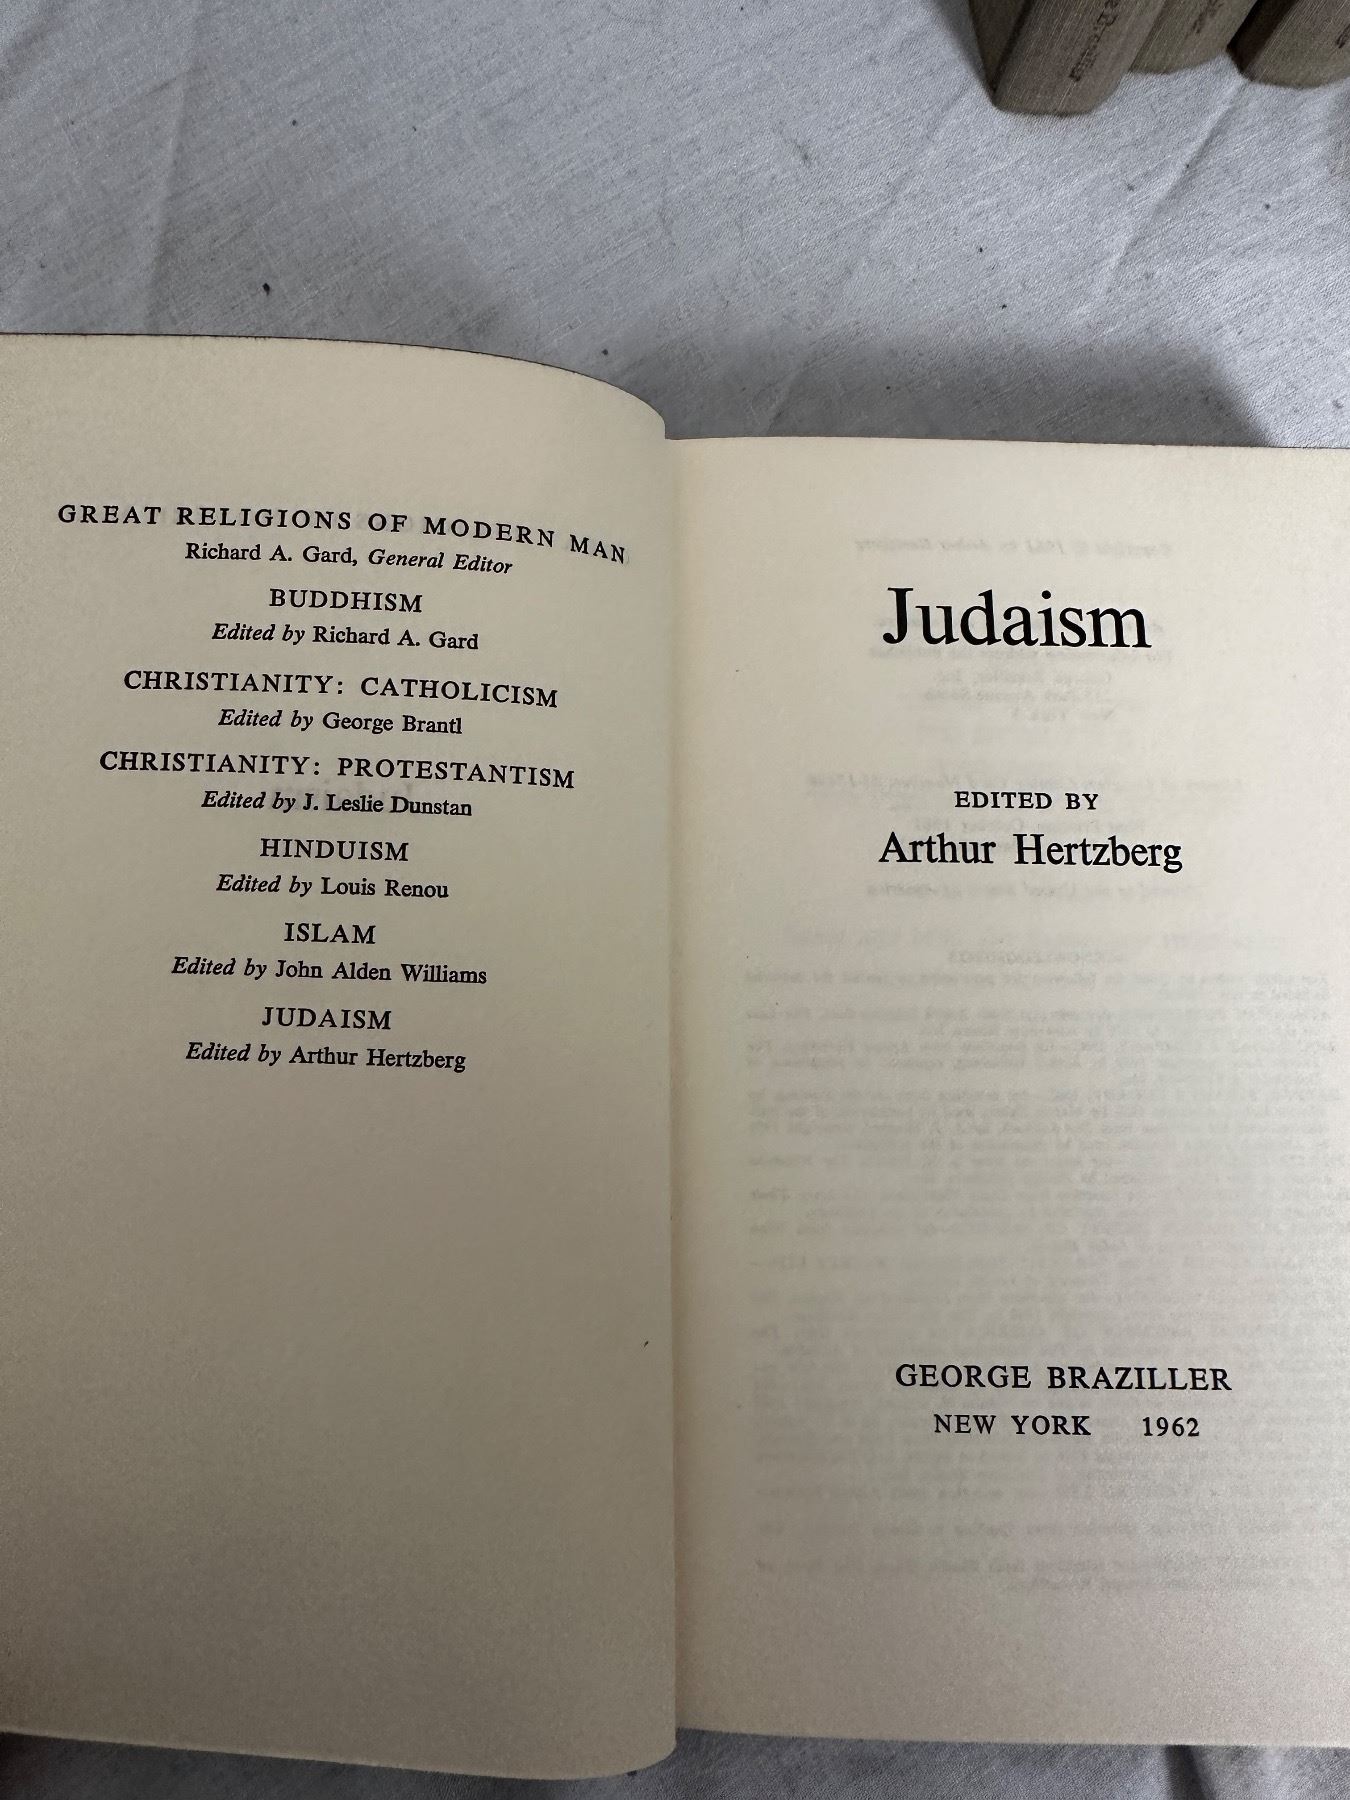 GREAT RELIGIONS OF MODERN MAN
Richard A. Gard, General Editor
BUDDHISM
Edited by Richard A. Gard
CHRISTIANITY: CATHOLICISM
Edited by George Brantl
CHRISTIANITY: PROTESTANTISM
Edited by J. Leslie Dunstan
HINDUISM
Edited by Louis Renou
ISLAM
Edited by John Alden Williams
JUDAISM
Edited by Arthur Hertzberg
Judaism
EDITED BY
Arthur Hertzberg
GEORGE BRAZILLER
NEW YORK 1962